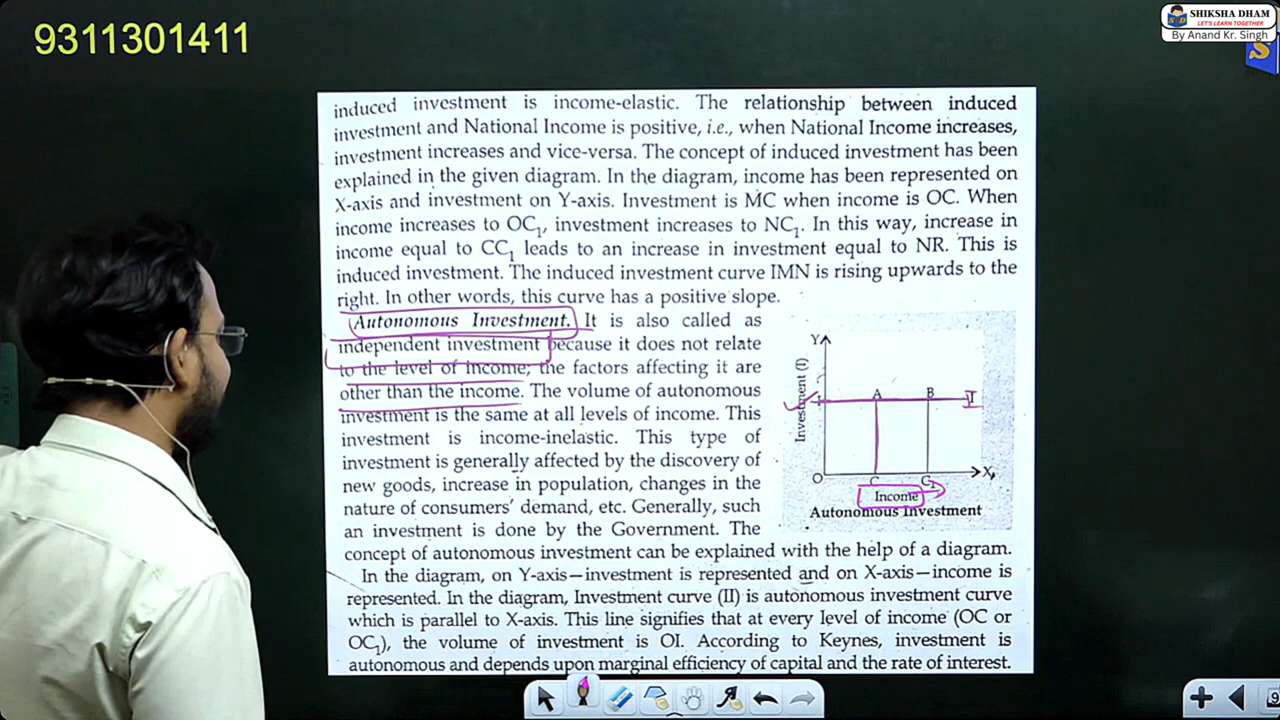 9311301411
SHIKSHA DHAM
LET'S LEARN TOGETHER
By Anand Kr. Singh
S
induced investment is income-elastic. The relationship between induced
investment and National Income is positive, i.e., when National Income increases,
investment increases and vice-versa. The concept of induced investment has been
explained in the given diagram. In the diagram, income has been represented on
X-axis and investment on Y-axis. Investment is MC when income is OC. When
income increases to OC1, investment increases to NC1. In this way, increase in
income equal to CC1 leads to an increase in investment equal to NR. This is
induced investment. The induced investment curve IMN is rising upwards to the
right. In other words, this curve has a positive slope.
Autonomous Investment. It is also called as
independent investment because it does not relate
to the level of income; the factors affecting it are
other than the income. The volume of autonomous
investment is the same at all levels of income. This
investment is income-inelastic. This type of
investment is generally affected by the discovery of
new goods, increase in population, changes in the
nature of consumers' demand, etc. Generally, such
an investment is done by the Government. The
concept of autonomous investment can be explained with the help of a diagram.
Y
Investment (I)
I A B I
O C C1 X
Income
Autonomous Investment
In the diagram, on Y-axis—investment is represented and on X-axis—income is
represented. In the diagram, Investment curve (II) is autonomous investment curve
which is parallel to X-axis. This line signifies that at every level of income (OC or
OC1), the volume of investment is OI. According to Keynes, investment is
autonomous and depends upon marginal efficiency of capital and the rate of interest.